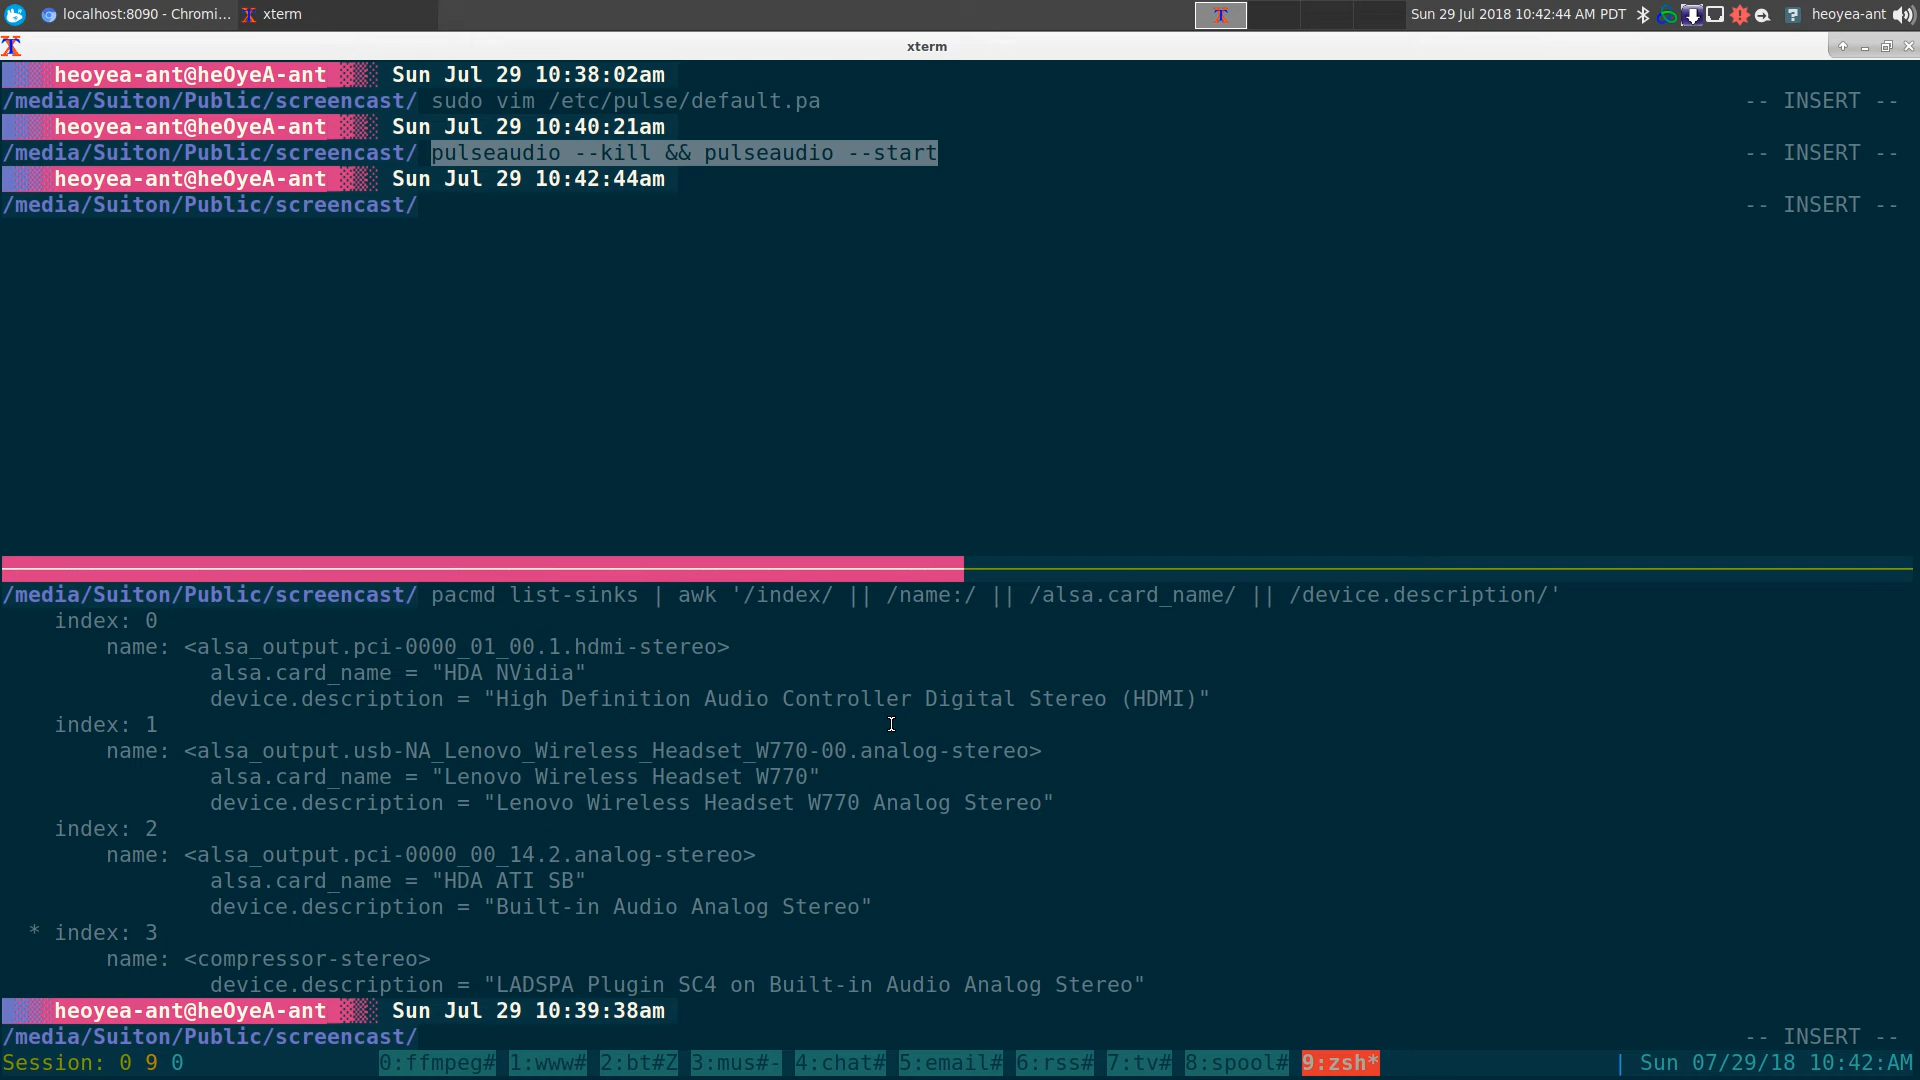 localhost:8090 - Chromi... xterm Sun 29 Jul 2018 10:42:44 AM PDT heoyea-ant
xterm
heoyea-ant@heOyeA-ant Sun Jul 29 10:38:02am
/media/Suiton/Public/screencast/ sudo vim /etc/pulse/default.pa -- INSERT --
heoyea-ant@heOyeA-ant Sun Jul 29 10:40:21am
/media/Suiton/Public/screencast/ pulseaudio --kill && pulseaudio --start -- INSERT --
heoyea-ant@heOyeA-ant Sun Jul 29 10:42:44am
/media/Suiton/Public/screencast/ -- INSERT --
/media/Suiton/Public/screencast/ pacmd list-sinks | awk '/index/ || /name:/ || /alsa.card_name/ || /device.description/'
index: 0
name: <alsa_output.pci-0000_01_00.1.hdmi-stereo>
alsa.card_name = "HDA NVidia"
device.description = "High Definition Audio Controller Digital Stereo (HDMI)"
index: 1
name: <alsa_output.usb-NA_Lenovo_Wireless_Headset_W770-00.analog-stereo>
alsa.card_name = "Lenovo Wireless Headset W770"
device.description = "Lenovo Wireless Headset W770 Analog Stereo"
index: 2
name: <alsa_output.pci-0000_00_14.2.analog-stereo>
alsa.card_name = "HDA ATI SB"
device.description = "Built-in Audio Analog Stereo"
* index: 3
name: <compressor-stereo>
device.description = "LADSPA Plugin SC4 on Built-in Audio Analog Stereo"
heoyea-ant@heOyeA-ant Sun Jul 29 10:39:38am
/media/Suiton/Public/screencast/ -- INSERT --
Session: 0 9 0 0:ffmpeg# 1:www# 2:bt#Z 3:mus#- 4:chat# 5:email# 6:rss# 7:tv# 8:spool# 9:zsh* | Sun 07/29/18 10:42:AM